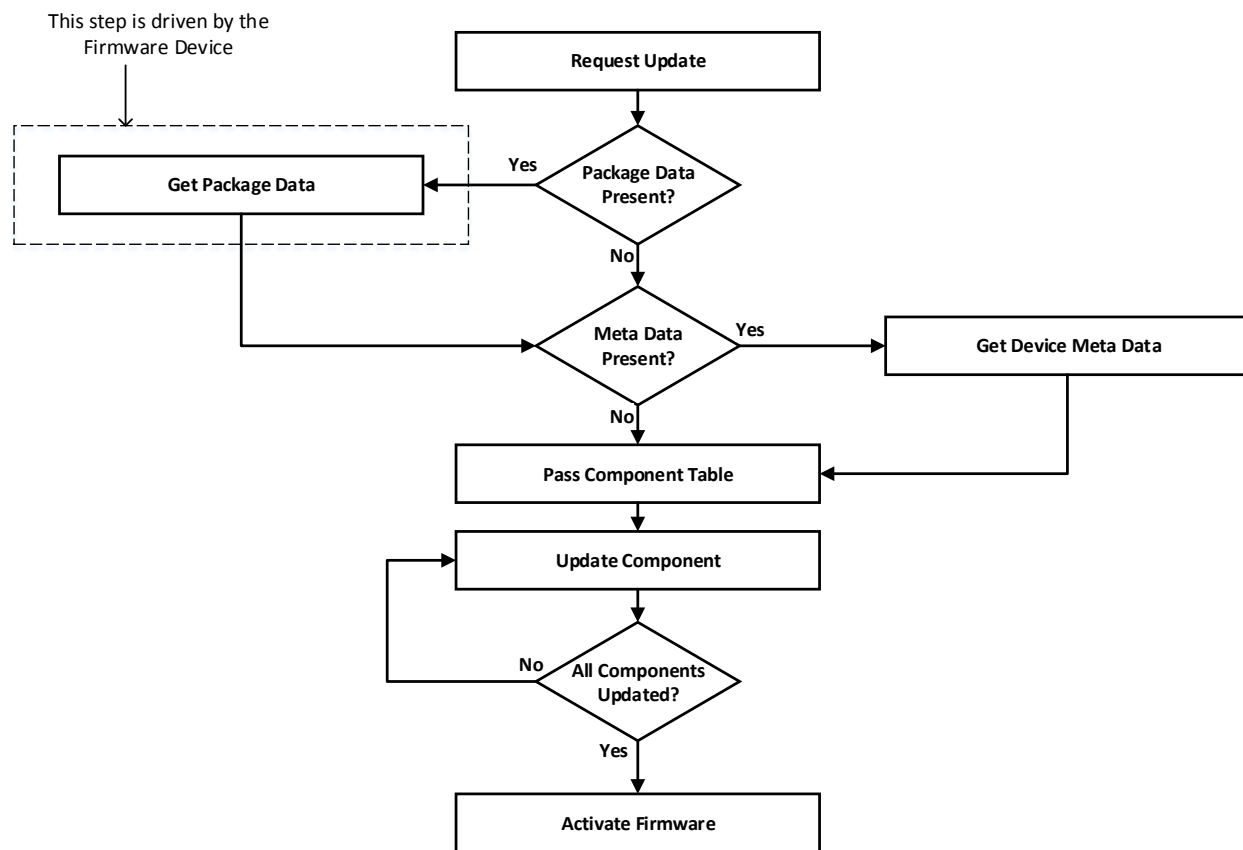 This step is driven by the
Firmware Device
Request Update
Yes
Package Data
Present?
Get Package Data
No
Meta Data
Present?
Yes
Get Device Meta Data
No
Pass Component Table
Update Component
No
All Components
Updated?
Yes
Activate Firmware